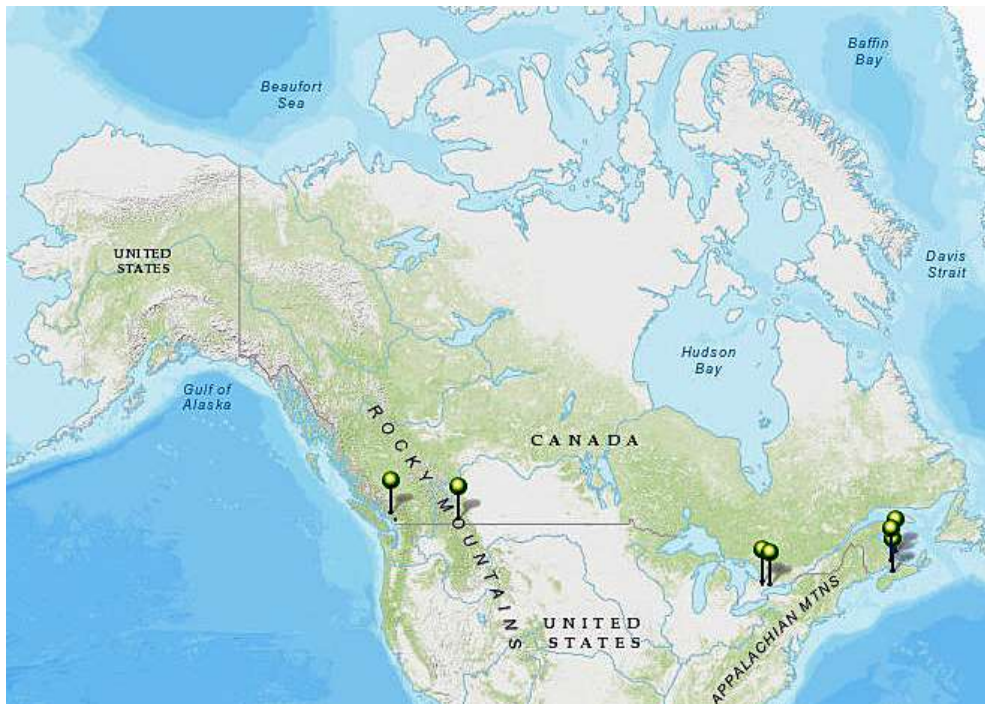 Baffin
Bay
Beaufort
Sea
UNITED
STATES
Davis
Strait
Hudson
Bay
Gulf of
Alaska
CANADA
ROCKY MOUNTAINS
UNITED
STATES
APPALACHIAN MTNS